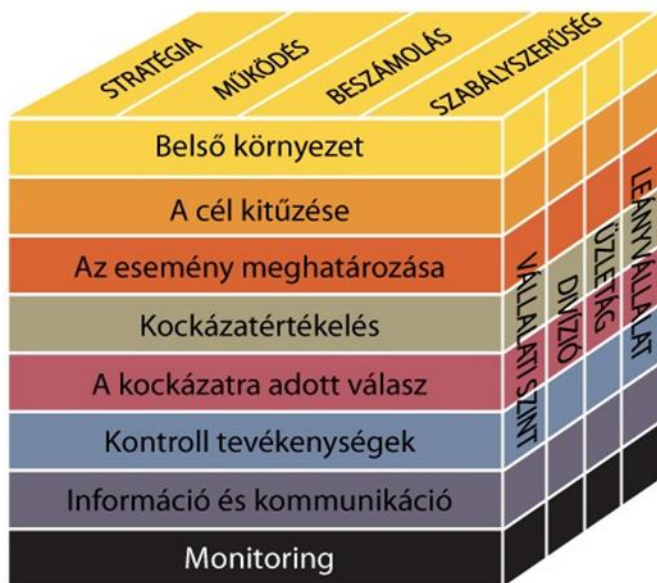 STRATÉGIA
MŰKÖDÉS
BESZÁMOLÁS
SZABÁLYSZERŰSÉG
Belső környezet
A cél kitűzése
Az esemény meghatározása
Kockázatértékelés
A kockázatra adott válasz
Kontroll tevékenységek
Információ és kommunikáció
Monitoring
VÁLLALATI SZINT
DIVÍZIÓ
ÜZLETÁG
LEÁNYVÁLLALAT